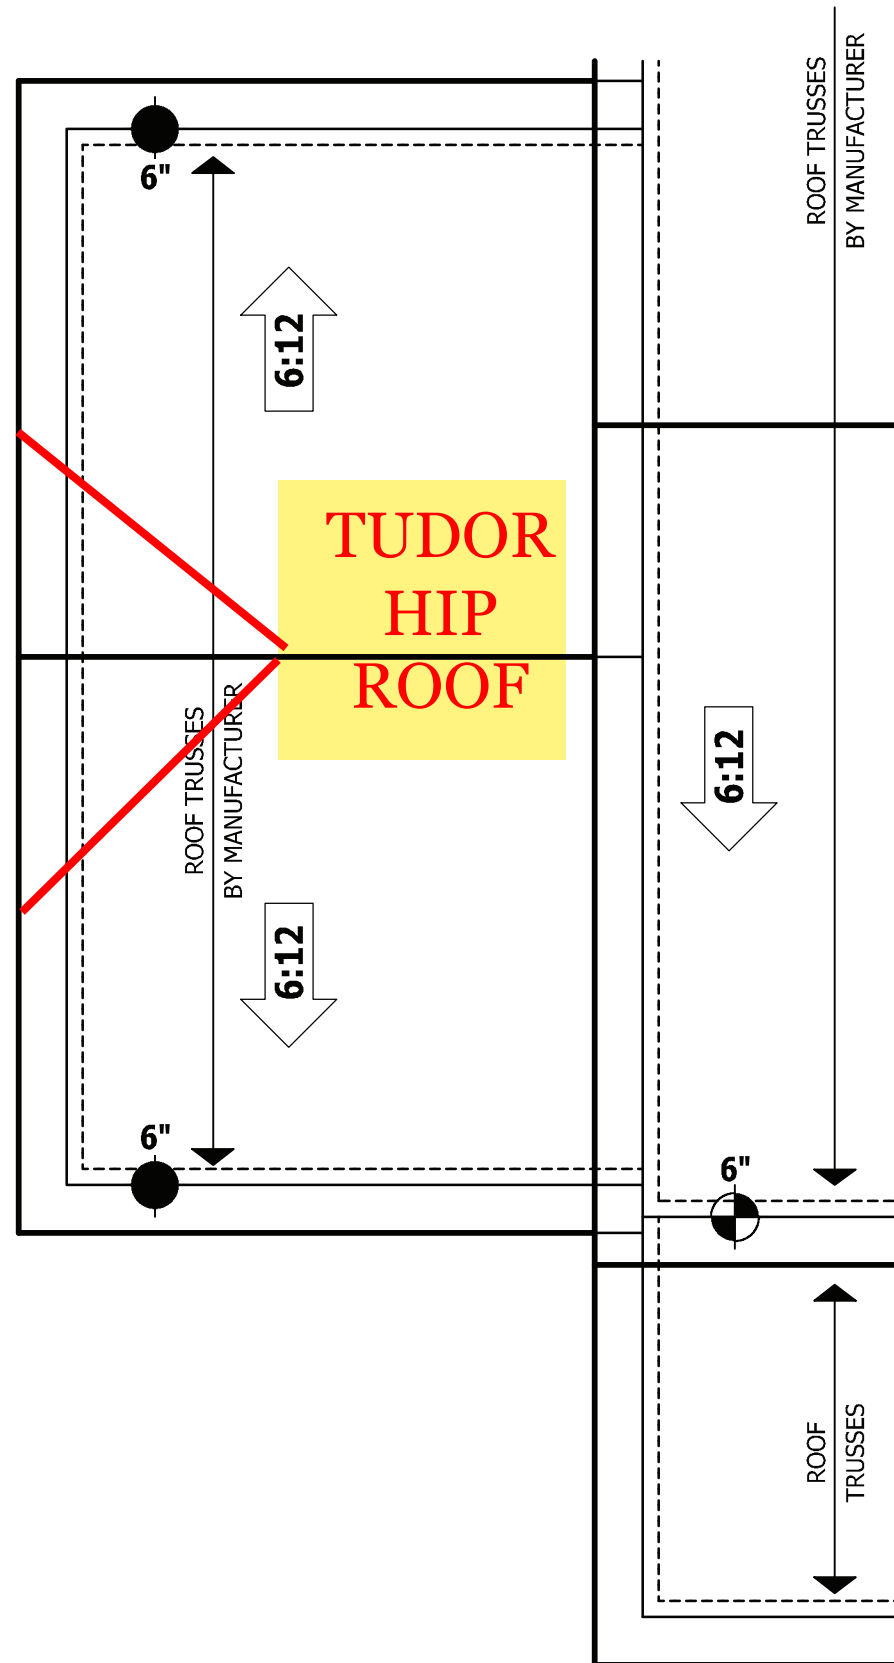 ROOF TRUSSES
BY MANUFACTURER
6"
6:12
TUDOR
HIP
ROOF
ROOF TRUSSES
BY MANUFACTURER
6:12
6:12
6"
6"
ROOF
TRUSSES